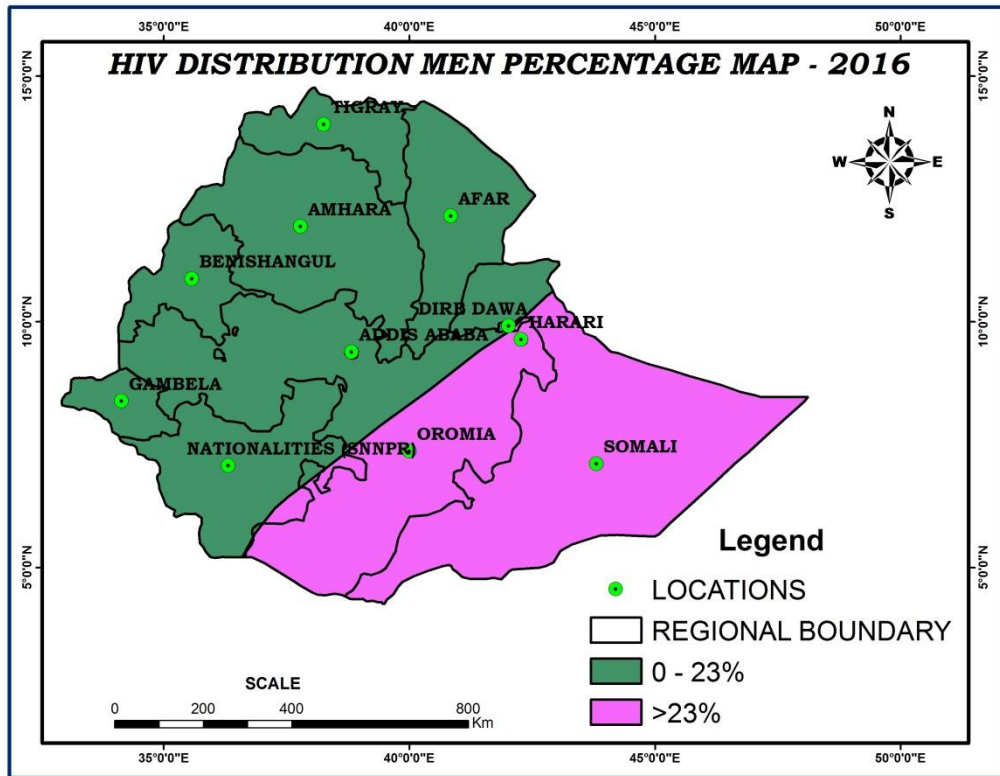 35°0'0"E 40°0'0"E 45°0'0"E 50°0'0"E
HIV DISTRIBUTION MEN PERCENTAGE MAP - 2016
15°0'0"N 15°0'0"N
N
W E
S
TIGRAY
AFAR
AMHARA
BENISHANGUL
DIRB DAWA
10°0'0"N 10°0'0"N
HARARI
ADDIS ABABA
GAMBELA
OROMIA
NATIONALITIES (SNNPR)
SOMALI
5°0'0"N 5°0'0"N
Legend
LOCATIONS
REGIONAL BOUNDARY
0 - 23%
>23%
SCALE
0 200 400 800
Km
35°0'0"E 40°0'0"E 45°0'0"E 50°0'0"E